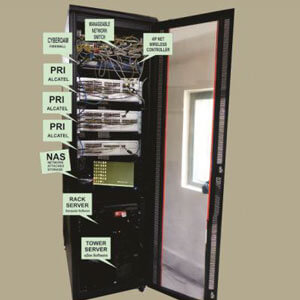 CYBEROAM
FIREWALL
MANAGEABLE
NETWORK
SWITCH
4IP NET
WIRELESS
CONTROLLER
PRI
ALCATEL
PRI
ALCATEL
PRI
ALCATEL
NAS
NETWORK
ATTACHED
STORAGE
RACK
SERVER
TOWER
SERVER